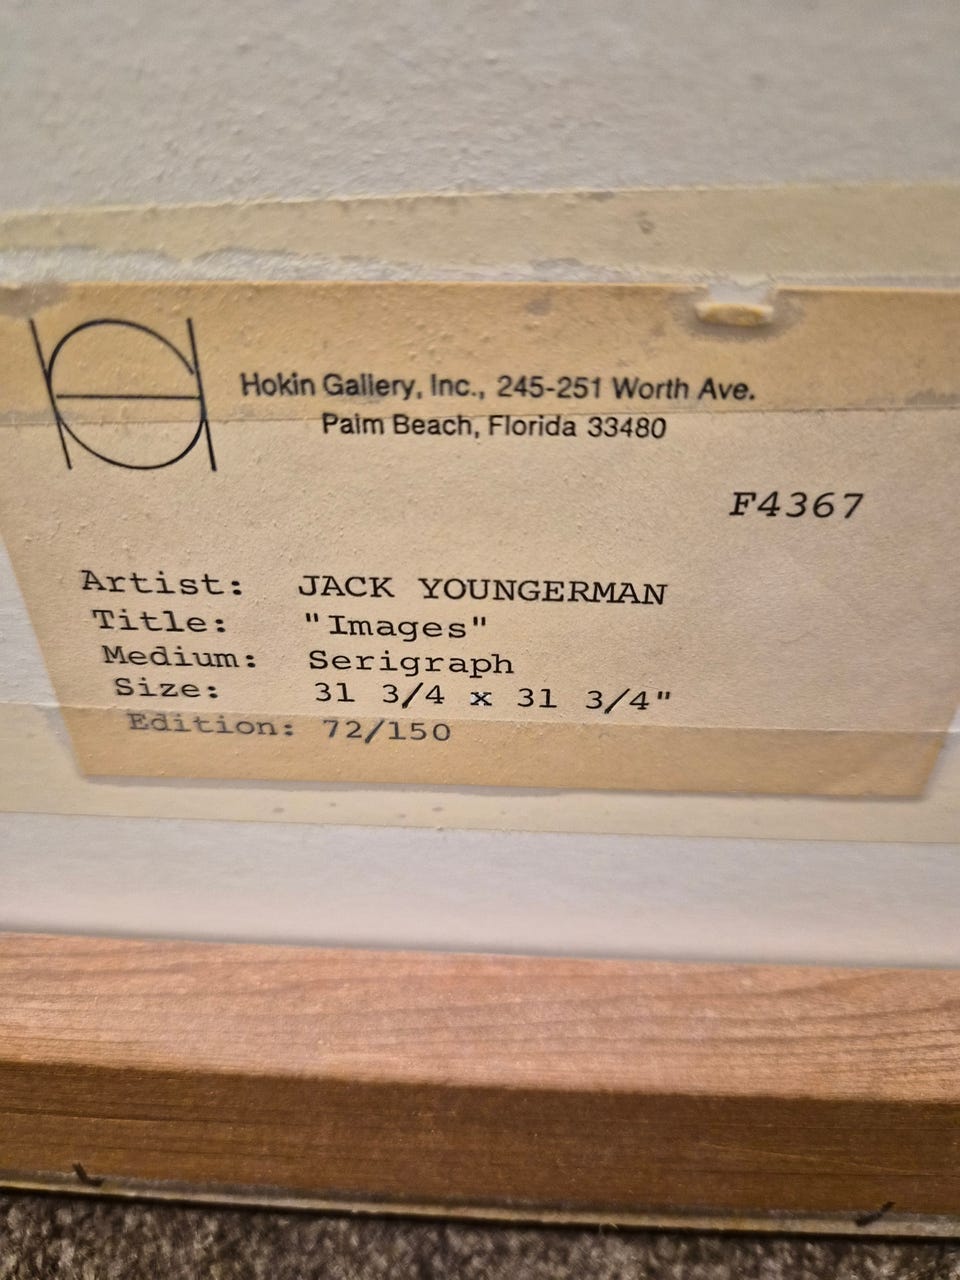 Hokin Gallery, Inc., 245-251 Worth Ave.
Palm Beach, Florida 33480
F4367
Artist: JACK YOUNGERMAN
Title: "Images"
Medium: Serigraph
Size: 31 3/4 x 31 3/4"
Edition: 72/150